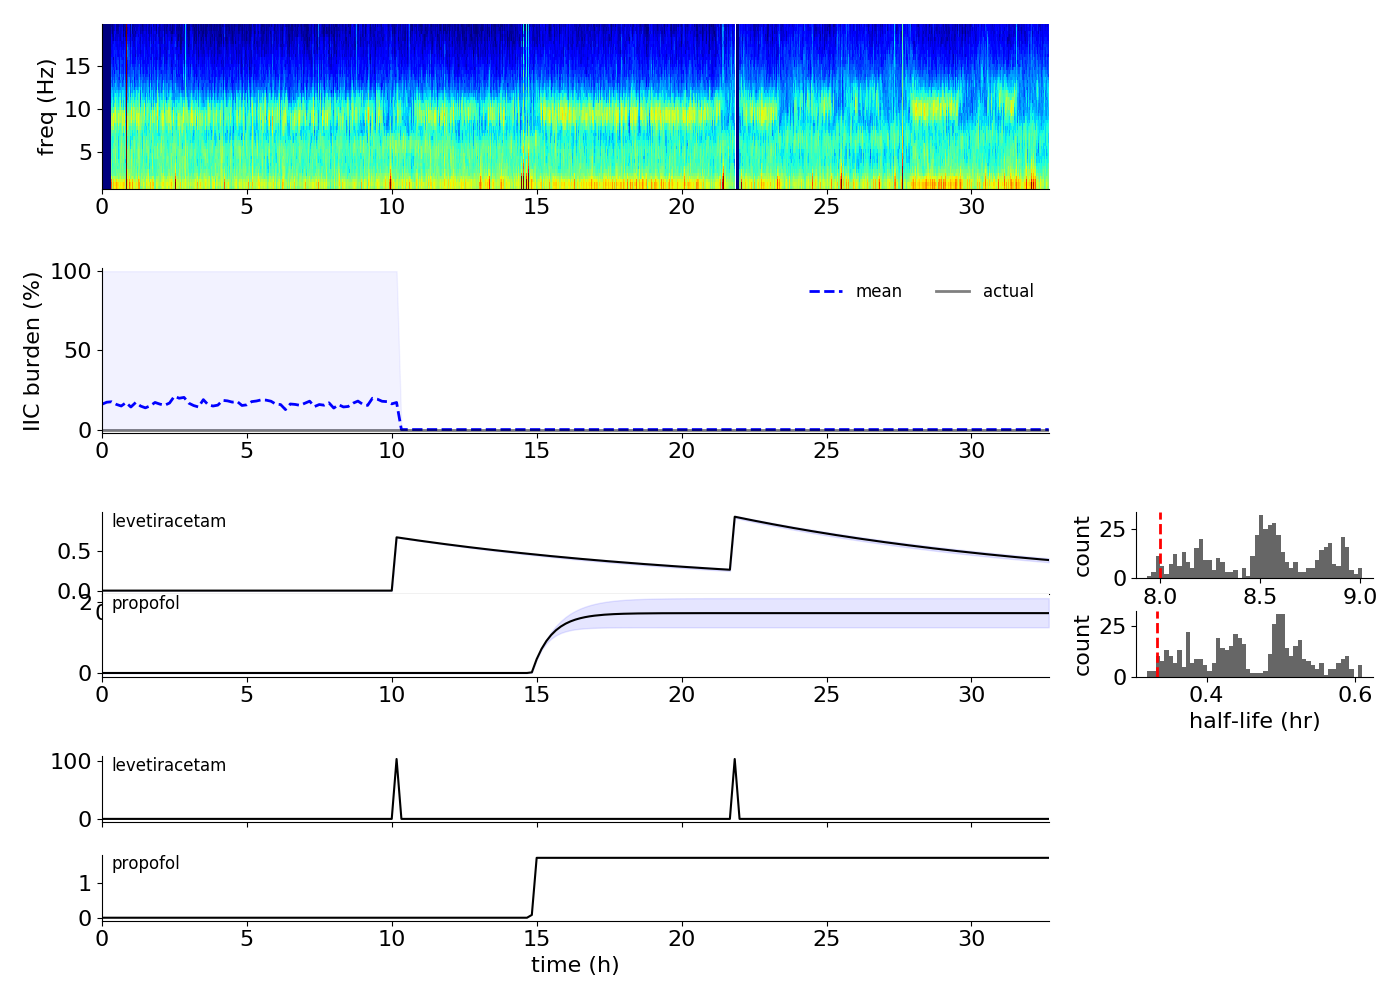 freq (Hz)
15
10
5
0 5 10 15 20 25 30
IIC burden (%)
100
50
0
mean actual
0 5 10 15 20 25 30
levetiracetam
0.5
0.0
0
count
25
0
8.0 8.5 9.0
propofol
2
0
0 5 10 15 20 25 30
count
25
0
0.4 0.6
half-life (hr)
levetiracetam
100
0
propofol
1
0
0 5 10 15 20 25 30
time (h)